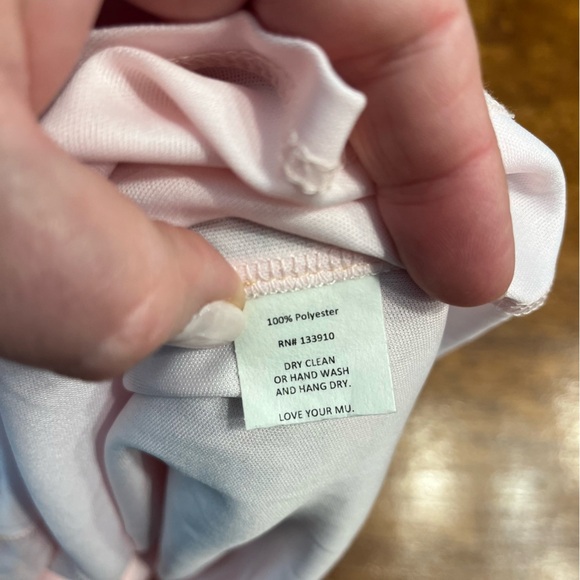 100% Polyester
RN# 133910
DRY CLEAN
OR HAND WASH
AND HANG DRY.
LOVE YOUR MU.